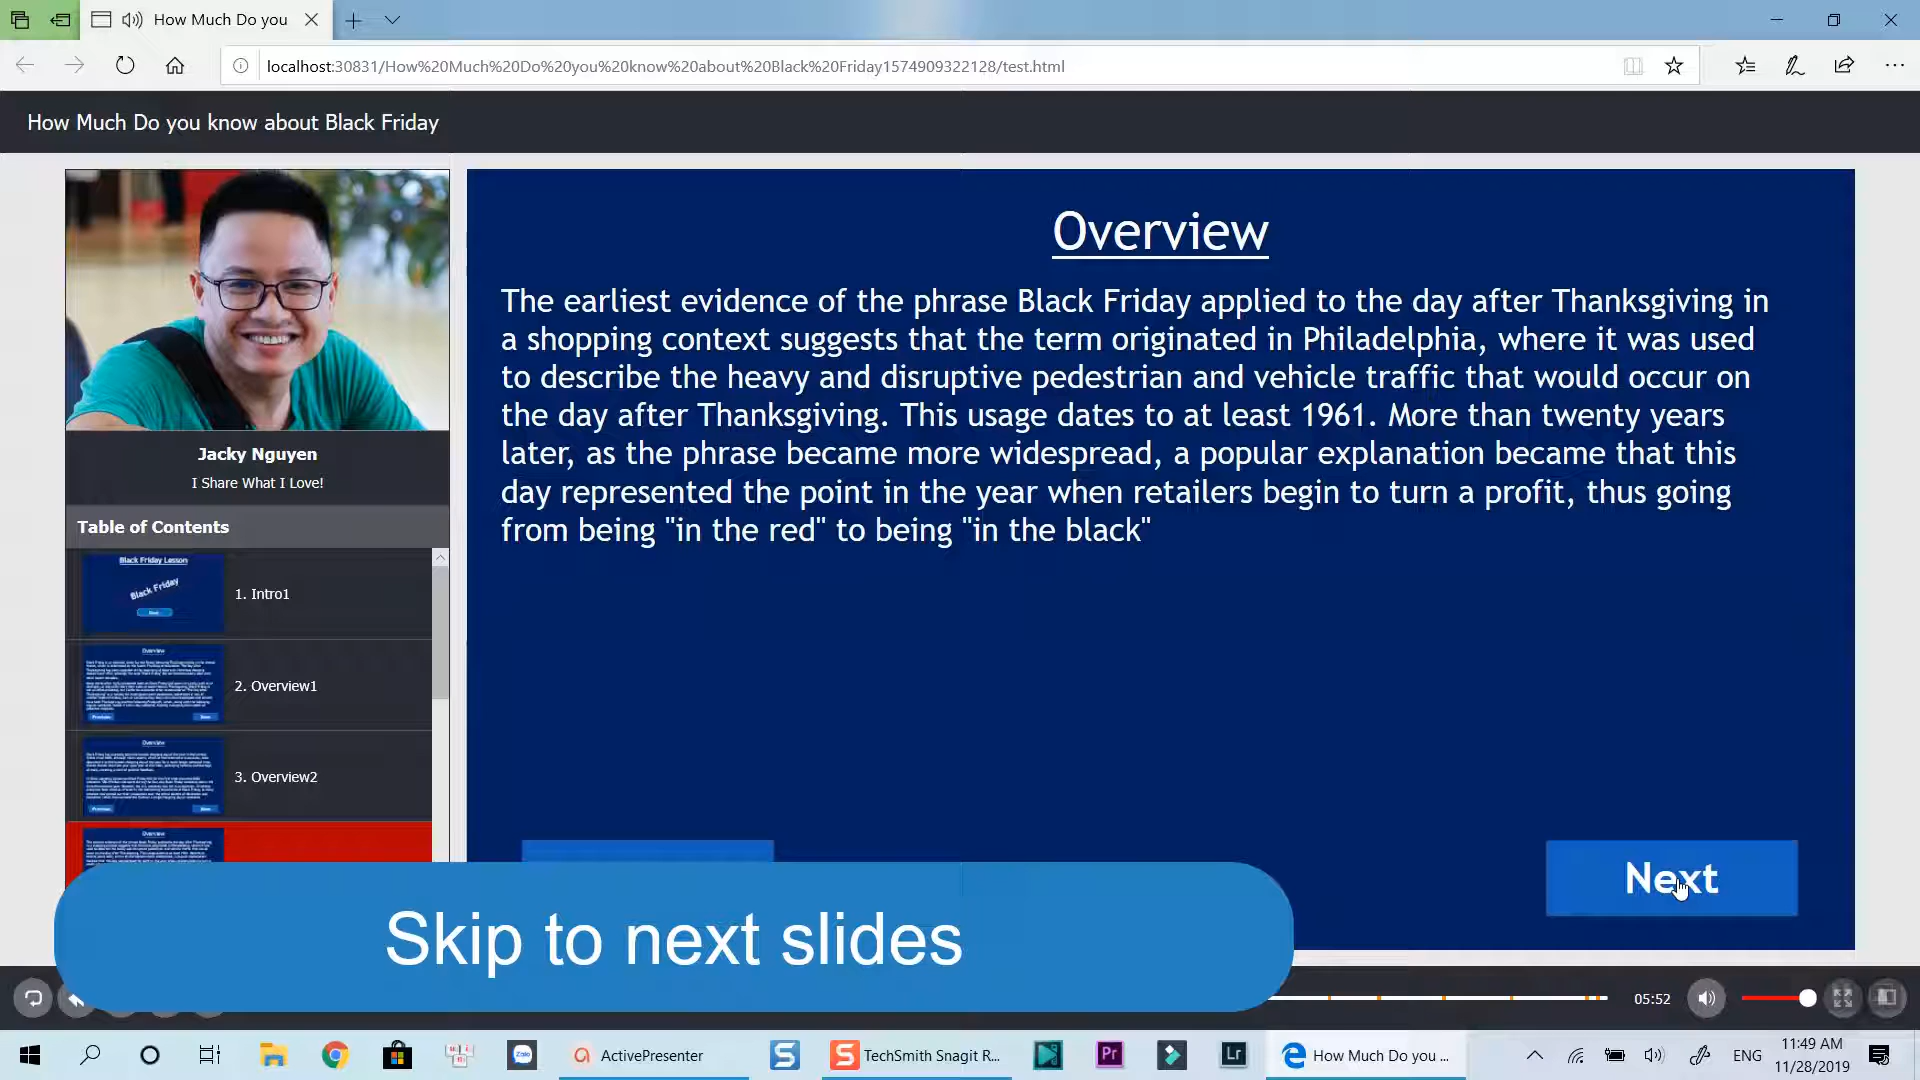 How Much Do you
localhost:30831/How%20Much%20Do%20you%20know%20about%20Black%20Friday1574909322128/test.html
How Much Do you know about Black Friday
Jacky Nguyen
I Share What I Love!
Table of Contents
Black Friday Lesson
Black Friday
1. Intro1
Overview
2. Overview1
Overview
3. Overview2
Overview
Overview
The earliest evidence of the phrase Black Friday applied to the day after Thanksgiving in
a shopping context suggests that the term originated in Philadelphia, where it was used
to describe the heavy and disruptive pedestrian and vehicle traffic that would occur on
the day after Thanksgiving. This usage dates to at least 1961. More than twenty years
later, as the phrase became more widespread, a popular explanation became that this
day represented the point in the year when retailers begin to turn a profit, thus going
from being "in the red" to being "in the black"
Next
Skip to next slides
05:52
Zalo
ActivePresenter
TechSmith Snagit R...
Pr
Lr
How Much Do you ...
ENG
11:49 AM
11/28/2019